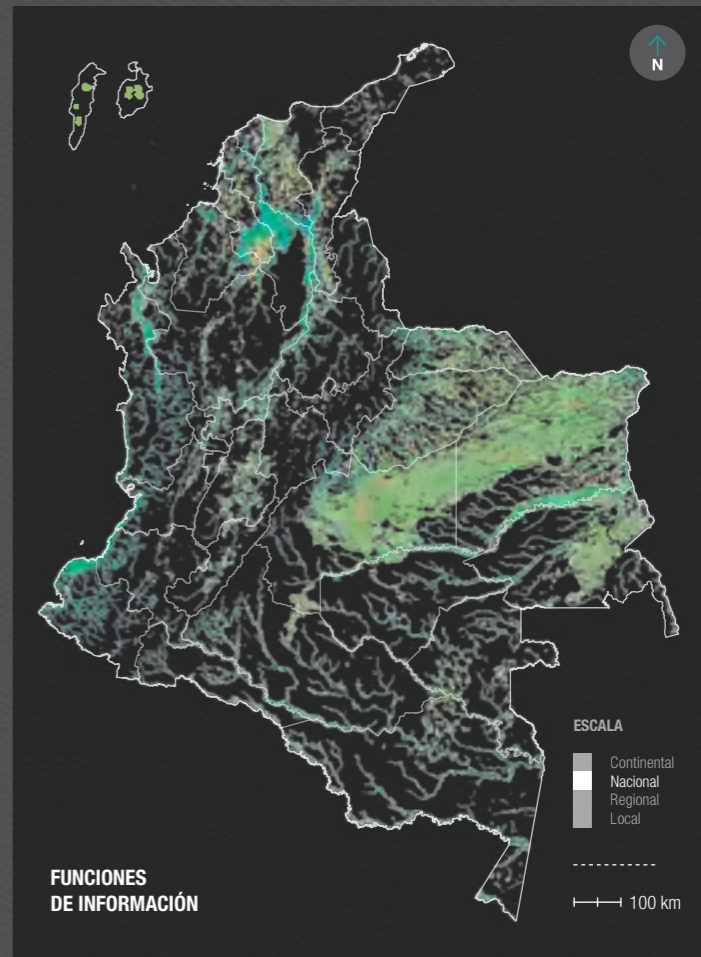 N
ESCALA
Continental
Nacional
Regional
Local
100 km
FUNCIONES
DE INFORMACIÓN